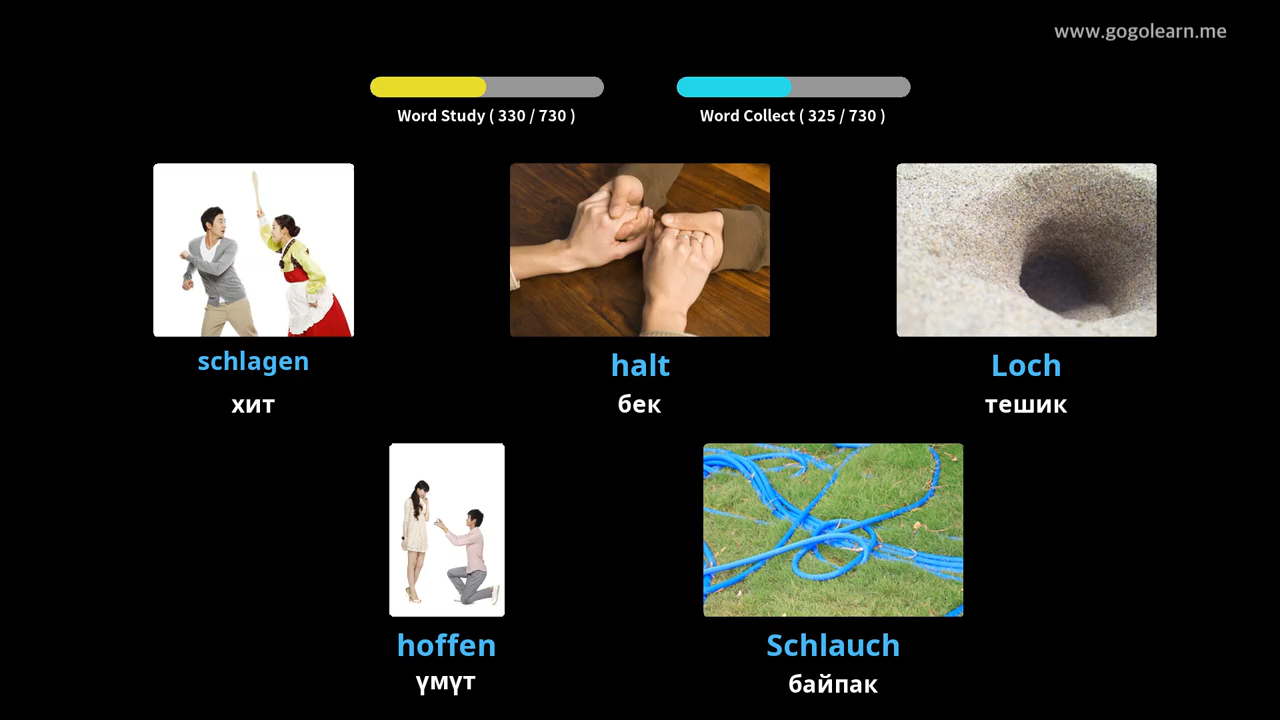 www.gogolearn.me
Word Study ( 330 / 730 )
Word Collect ( 325 / 730 )
schlagen
хит
halt
бек
Loch
тешик
hoffen
үмүт
Schlauch
байпак